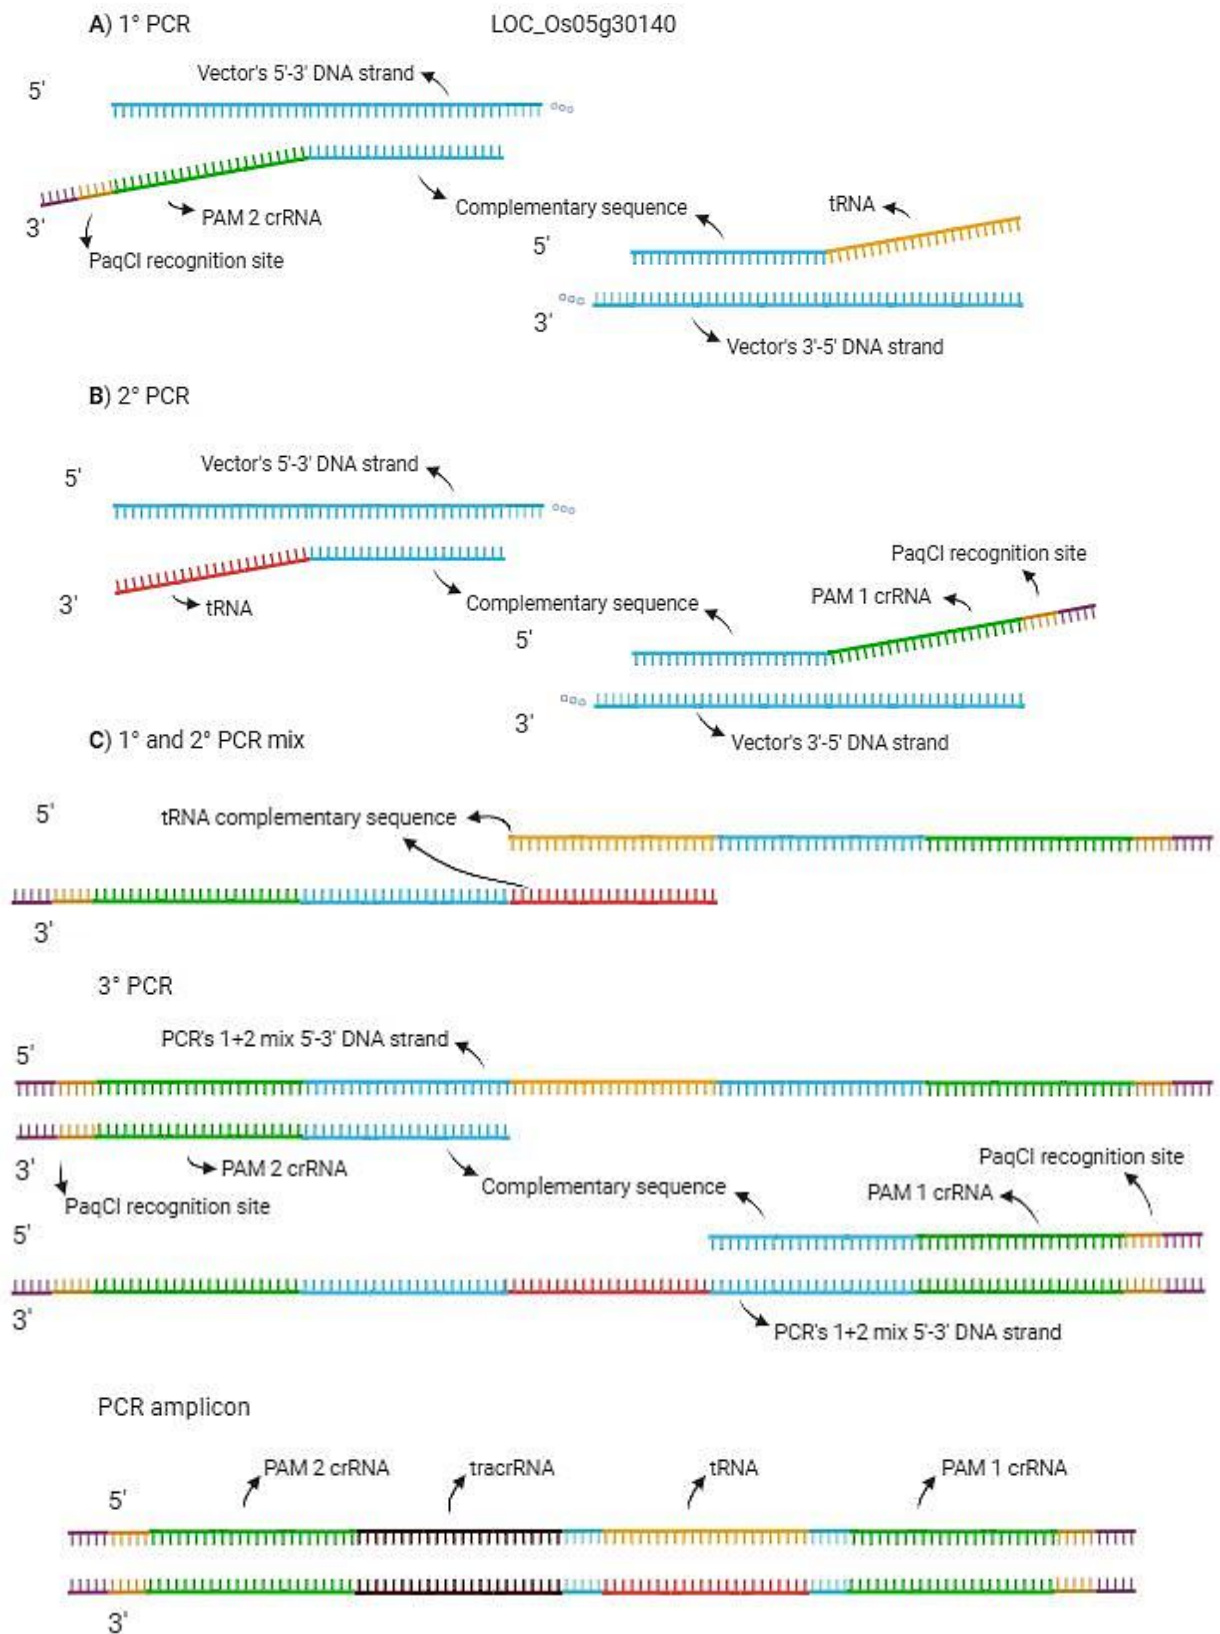 A) 1° PCR
LOC_Os05g30140
Vector's 5'-3' DNA strand
5'
PAM 2 crRNA
3'
PaqCI recognition site
Complementary sequence
tRNA
5'
3'
Vector's 3'-5' DNA strand
B) 2° PCR
Vector's 5'-3' DNA strand
5'
3'
tRNA
Complementary sequence
PaqCI recognition site
PAM 1 crRNA
5'
3'
Vector's 3'-5' DNA strand
C) 1° and 2° PCR mix
5'
tRNA complementary sequence
3'
3° PCR
PCR's 1+2 mix 5'-3' DNA strand
5'
3'
PAM 2 crRNA
PaqCI recognition site
Complementary sequence
PaqCI recognition site
PAM 1 crRNA
5'
3'
PCR's 1+2 mix 5'-3' DNA strand
PCR amplicon
PAM 2 crRNA
tracrRNA
tRNA
PAM 1 crRNA
5'
3'